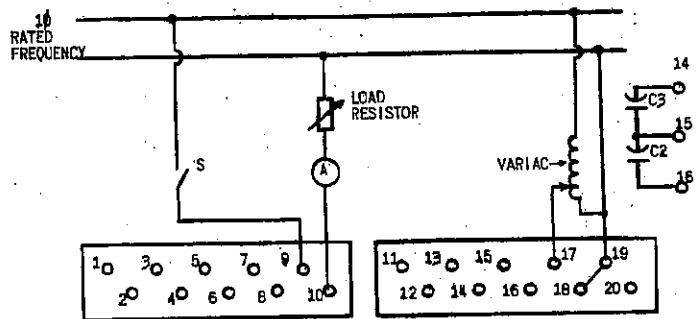 1ϕ
RATED
FREQUENCY
LOAD
RESISTOR
A
S
VARIAC
14
C3
15
C2
16
1 3 5 7 9
2 4 6 8 10
11 13 15 17 19
12 14 16 18 20